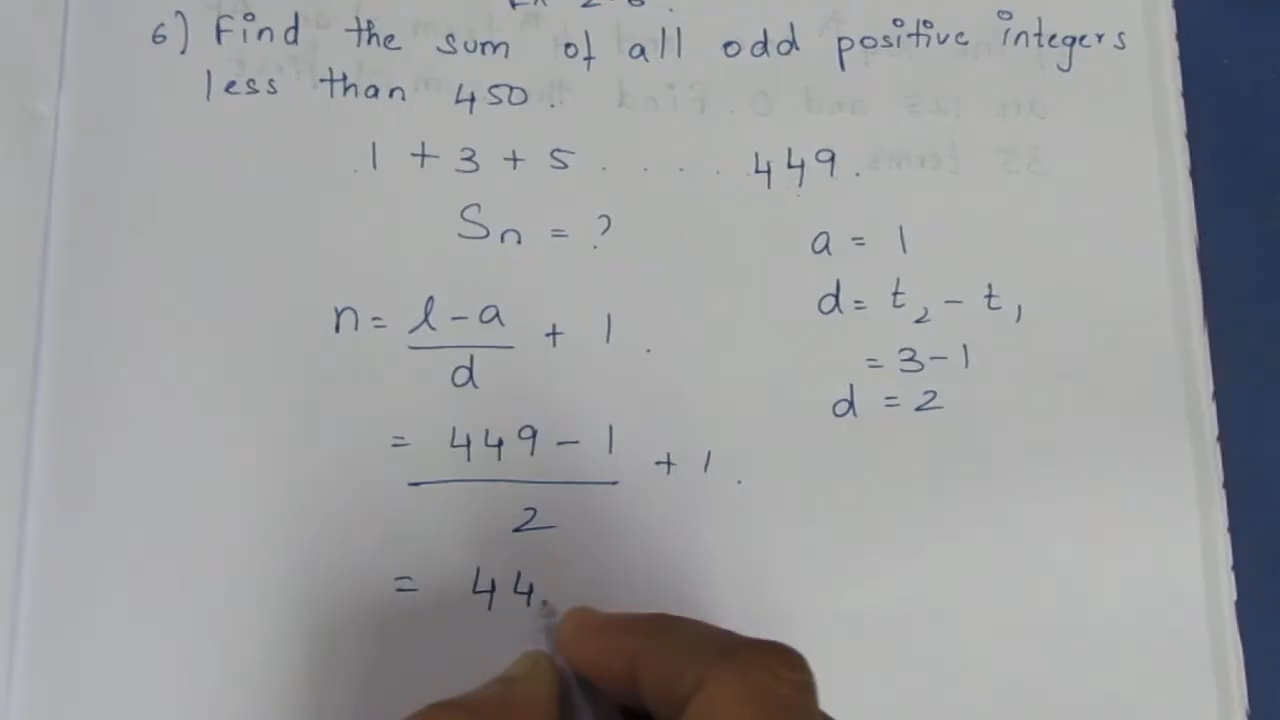 6) Find the sum of all odd positive integers
less than 450.
1 + 3 + 5 . . . . . 449.
Sn = ?
a = 1
d = t2 - t1
= 3 - 1
d = 2
n = l - a / d + 1.
= 449 - 1 / 2 + 1.
= 44